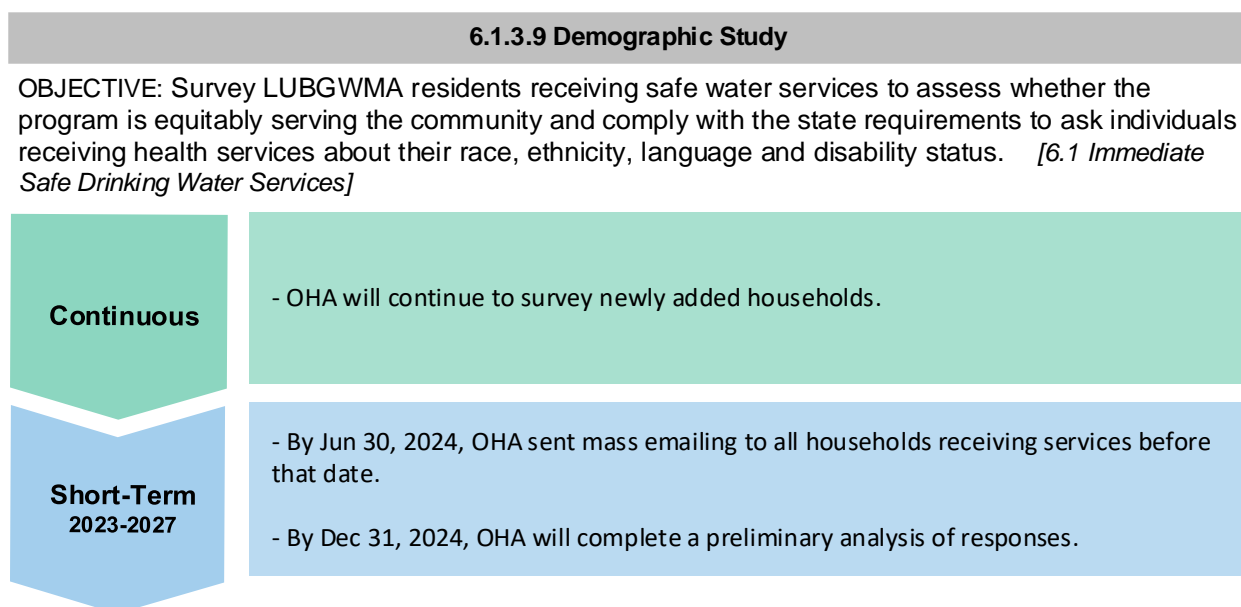 6.1.3.9 Demographic Study
OBJECTIVE: Survey LUBGWMA residents receiving safe water services to assess whether the
program is equitably serving the community and comply with the state requirements to ask individuals
receiving health services about their race, ethnicity, language and disability status. [6.1 Immediate
Safe Drinking Water Services]
Continuous
- OHA will continue to survey newly added households.
Short-Term
2023-2027
- By Jun 30, 2024, OHA sent mass emailing to all households receiving services before
that date.
- By Dec 31, 2024, OHA will complete a preliminary analysis of responses.